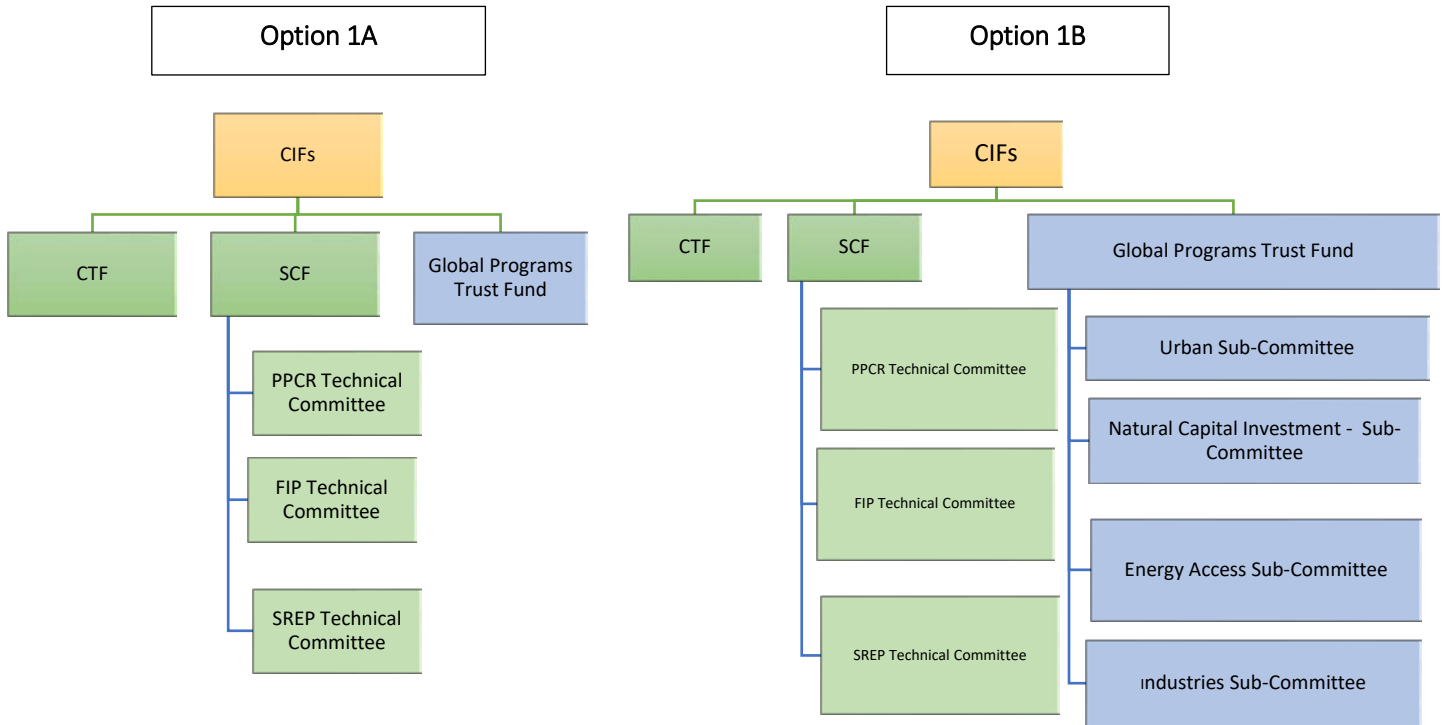 Option 1A
CIFs
CTF
SCF
Global Programs
Trust Fund
PPCR Technical
Committee
FIP Technical
Committee
SREP Technical
Committee
Option 1B
CIFs
CTF
SCF
Global Programs Trust Fund
PPCR Technical Committee
FIP Technical Committee
SREP Technical Committee
Urban Sub-Committee
Natural Capital Investment - Sub-
Committee
Energy Access Sub-Committee
Industries Sub-Committee